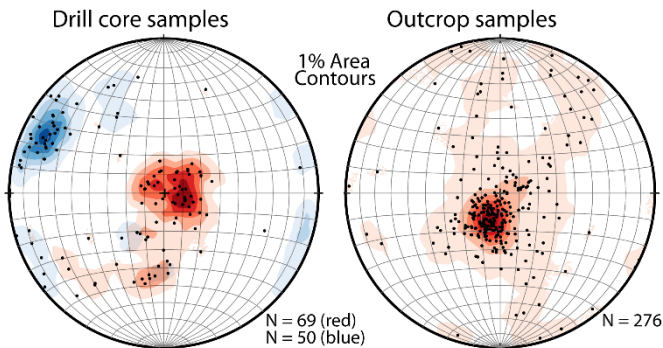 Drill core samples
Outcrop samples
1% Area
Contours
N = 69 (red)
N = 50 (blue)
N = 276